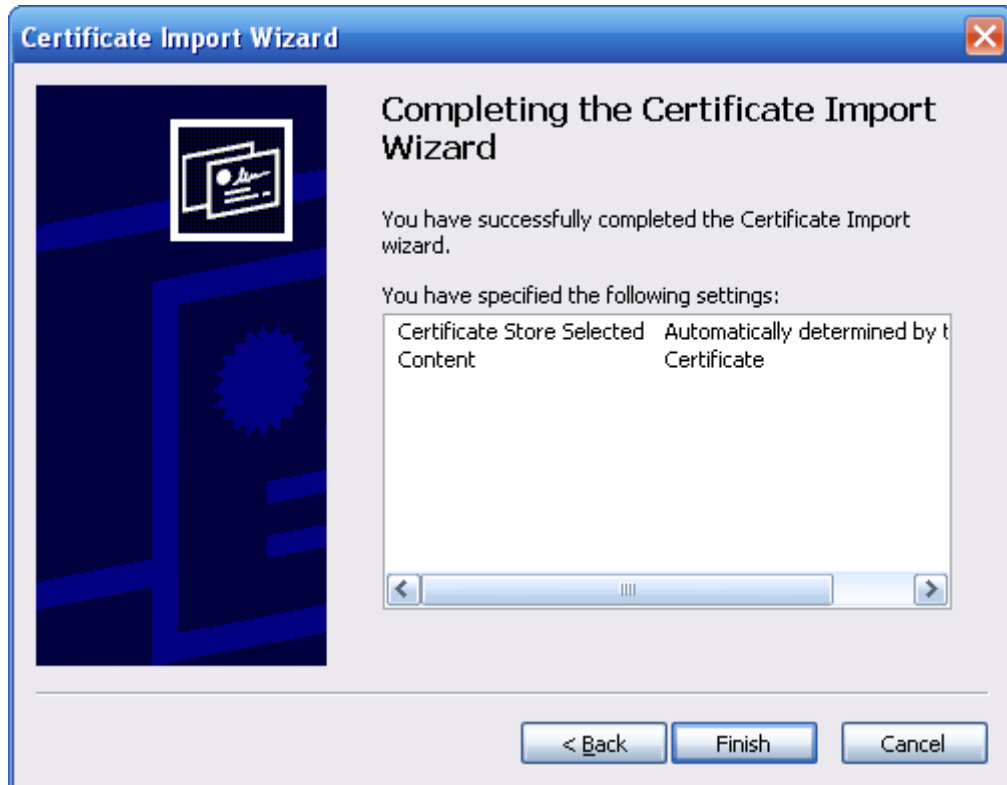 Certificate Import Wizard
Completing the Certificate Import
Wizard
You have successfully completed the Certificate Import
wizard.
You have specified the following settings:
Certificate Store Selected Automatically determined by t
Content Certificate
< Back Finish Cancel